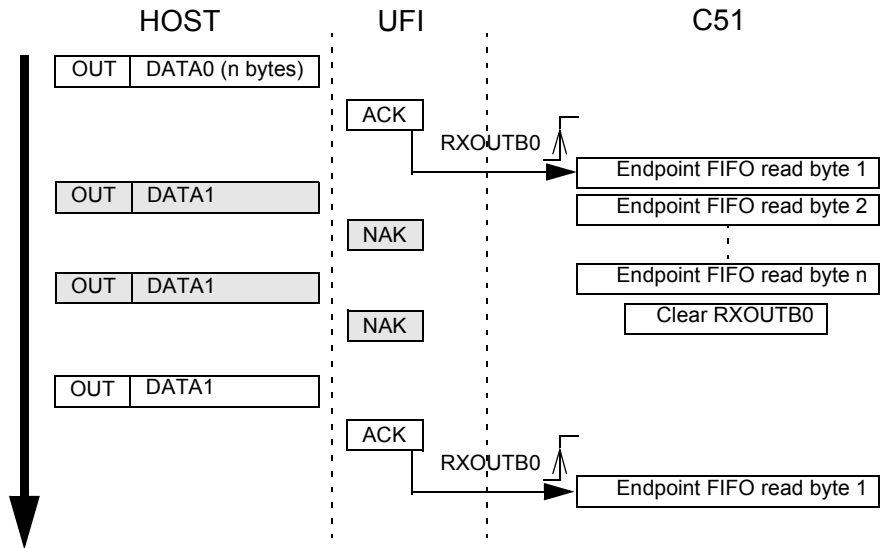 HOST UFI C51
OUT DATA0 (n bytes)
ACK
RXOUTB0
Endpoint FIFO read byte 1
OUT DATA1
Endpoint FIFO read byte 2
NAK
OUT DATA1
Endpoint FIFO read byte n
NAK
Clear RXOUTB0
OUT DATA1
ACK
RXOUTB0
Endpoint FIFO read byte 1